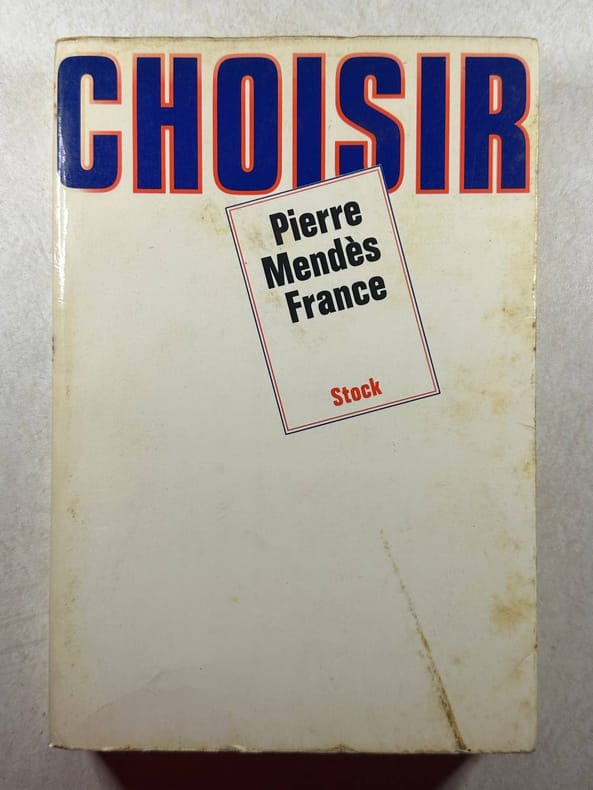 CHOISIR
Pierre
Mendès
France
Stock